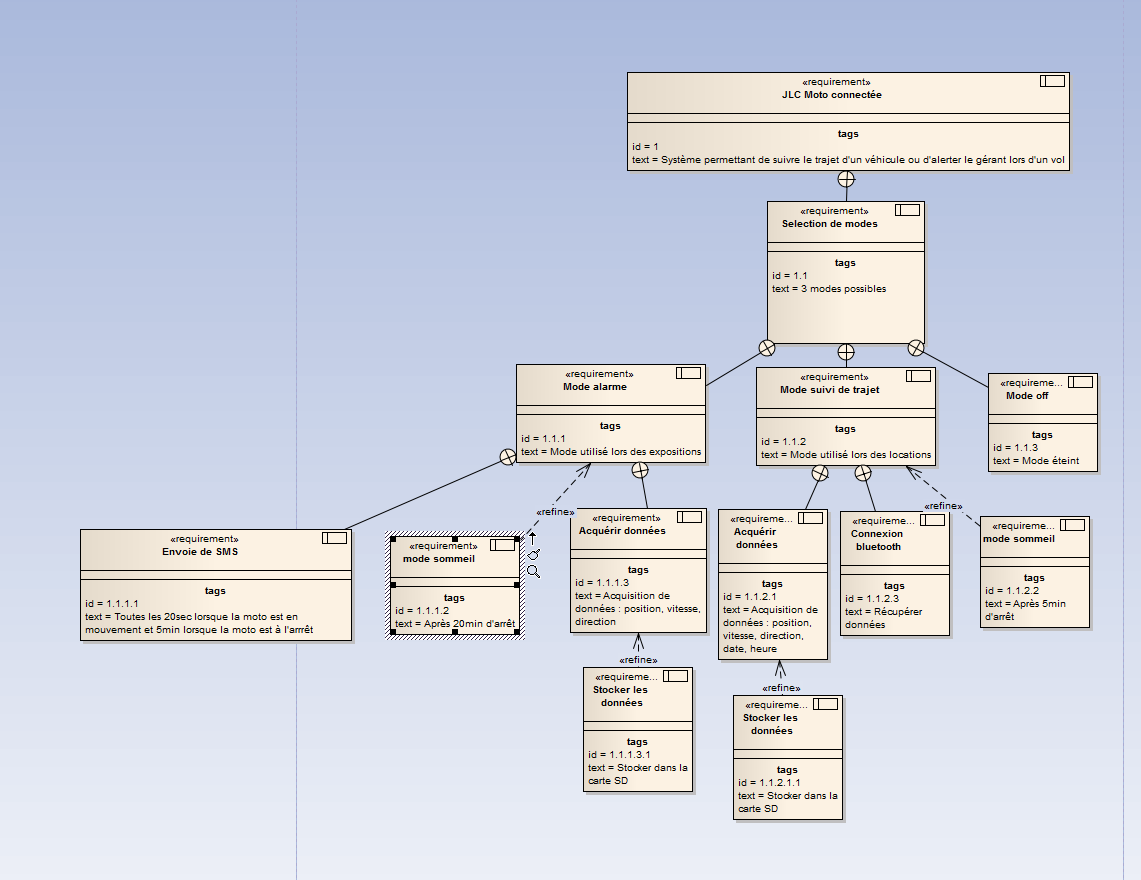 «requirement»
JLC Moto connectée
tags
id = 1
text = Système permettant de suivre le trajet d'un véhicule ou d'alerter le gérant lors d'un vol
«requirement»
Selection de modes
tags
id = 1.1
text = 3 modes possibles
«requirement»
Mode alarme
tags
id = 1.1.1
text = Mode utilisé lors des expositions
«requirement»
Mode suivi de trajet
tags
id = 1.1.2
text = Mode utilisé lors des locations
«requireme...
Mode off
tags
id = 1.1.3
text = Mode éteint
«refine»
«refine»
«requirement»
Envoie de SMS
tags
id = 1.1.1.1
text = Toutes les 20sec lorsque la moto est en
mouvement et 5min lorsque la moto est à l'arrrêt
«requirement»
mode sommeil
tags
id = 1.1.1.2
text = Après 20min d'arrêt
«requirement»
Acquérir données
tags
id = 1.1.1.3
text = Acquisition de
données : position, vitesse,
direction
«requireme...
Acquérir
données
tags
id = 1.1.2.1
text = Acquisition de
données : position,
vitesse, direction,
date, heure
«requireme...
Connexion
bluetooth
tags
id = 1.1.2.3
text = Récupérer
données
«requireme...
mode sommeil
tags
id = 1.1.2.2
text = Après 5min
d'arrêt
«refine»
«requireme...
Stocker les
données
tags
id = 1.1.1.3.1
text = Stocker dans la
carte SD
«refine»
«requireme...
Stocker les
données
tags
id = 1.1.2.1.1
text = Stocker dans la
carte SD